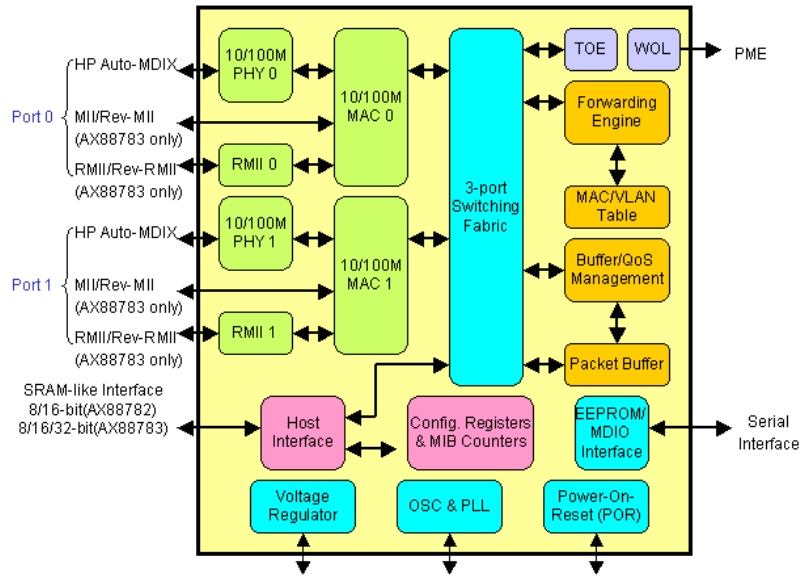 HP Auto-MDIX
Port 0
MII/Rev-MII
(AX88783 only)
RMII/Rev-RMII
(AX88783 only)
10/100M
PHY 0
RMII 0
10/100M
MAC 0
HP Auto-MDIX
Port 1
MII/Rev-MII
(AX88783 only)
RMII/Rev-RMII
(AX88783 only)
10/100M
PHY 1
RMII 1
10/100M
MAC 1
3-port
Switching
Fabric
TOE
WOL
PME
Forwarding
Engine
MAC/VLAN
Table
Buffer/QoS
Management
Packet Buffer
SRAM-like Interface
8/16-bit(AX88782)
8/16/32-bit(AX88783)
Host
Interface
Config. Registers
& MIB Counters
EEPROM/
MDIO
Interface
Serial
Interface
Voltage
Regulator
OSC & PLL
Power-On-
Reset (POR)